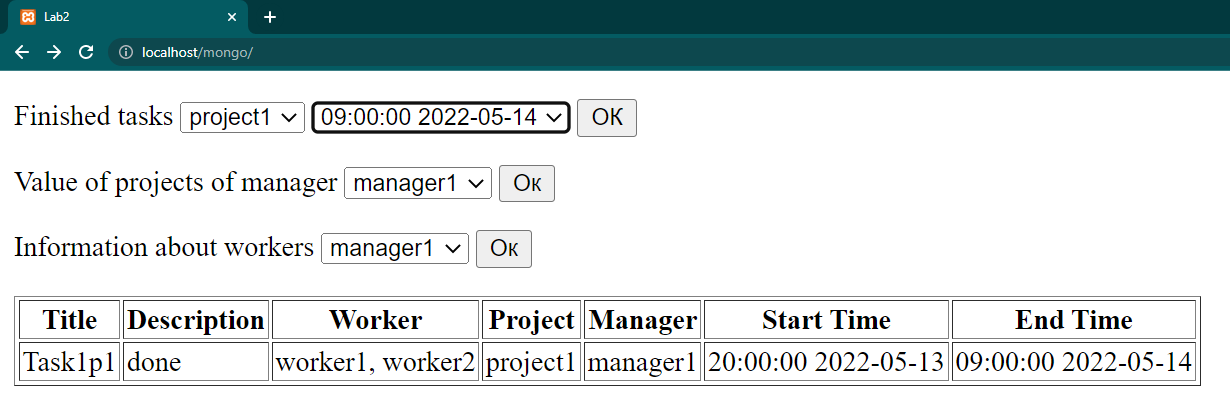 Lab2
localhost/mongo/
Finished tasks project1 09:00:00 2022-05-14 OK
Value of projects of manager manager1 Ок
Information about workers manager1 Ок
Title Description Worker Project Manager Start Time End Time
Task1p1 done worker1, worker2 project1 manager1 20:00:00 2022-05-13 09:00:00 2022-05-14